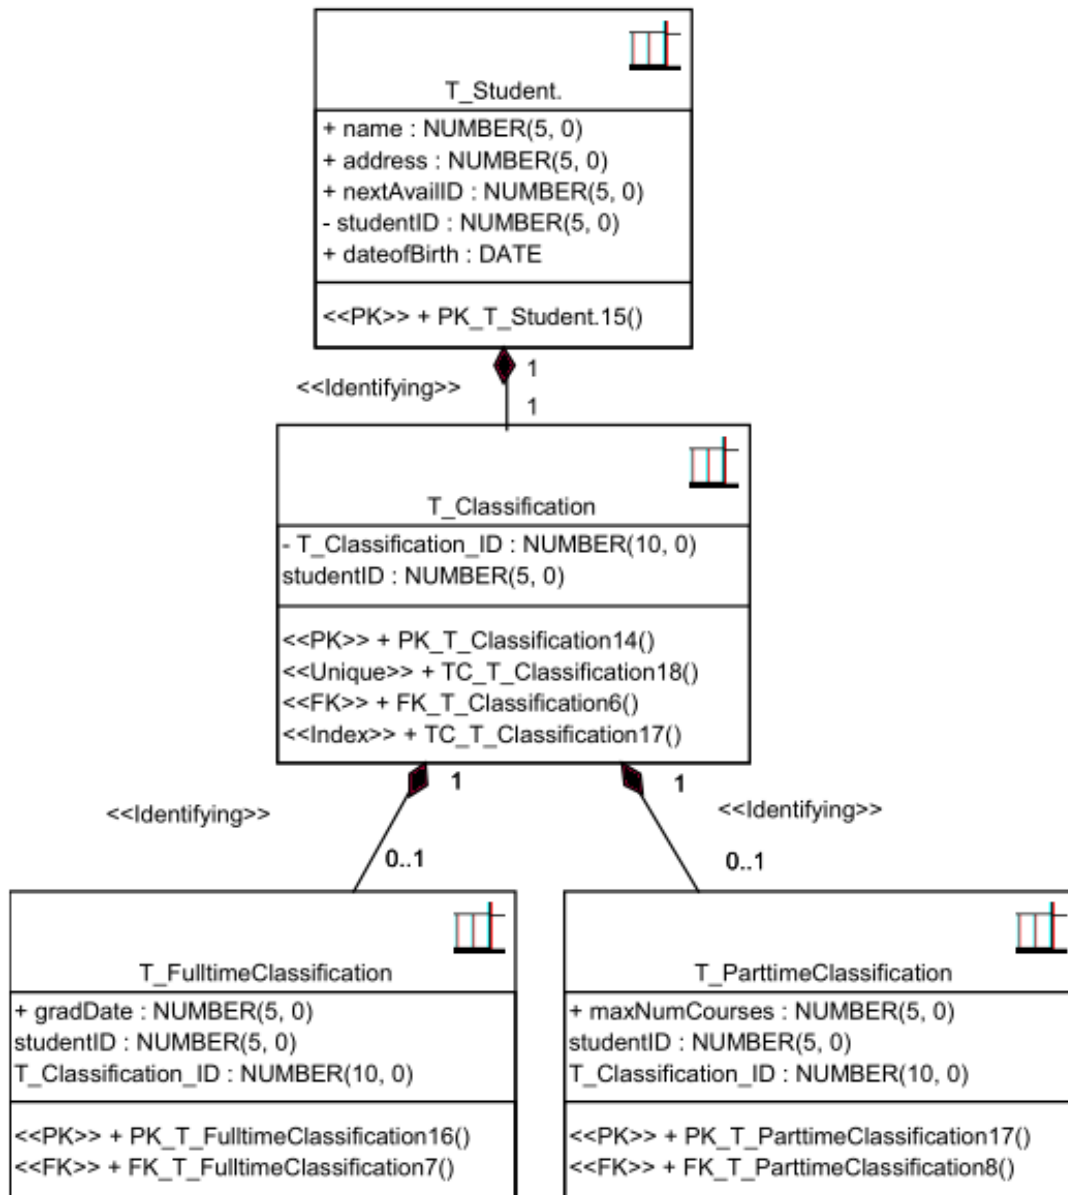 T_Student.
+ name : NUMBER(5, 0)
+ address : NUMBER(5, 0)
+ nextAvailID : NUMBER(5, 0)
- studentID : NUMBER(5, 0)
+ dateofBirth : DATE
<<PK>> + PK_T_Student.15()
<<Identifying>>
1
1
T_Classification
- T_Classification_ID : NUMBER(10, 0)
studentID : NUMBER(5, 0)
<<PK>> + PK_T_Classification14()
<<Unique>> + TC_T_Classification18()
<<FK>> + FK_T_Classification6()
<<Index>> + TC_T_Classification17()
<<Identifying>>
1
0..1
1
<<Identifying>>
0..1
T_FulltimeClassification
+ gradDate : NUMBER(5, 0)
studentID : NUMBER(5, 0)
T_Classification_ID : NUMBER(10, 0)
<<PK>> + PK_T_FulltimeClassification16()
<<FK>> + FK_T_FulltimeClassification7()
T_ParttimeClassification
+ maxNumCourses : NUMBER(5, 0)
studentID : NUMBER(5, 0)
T_Classification_ID : NUMBER(10, 0)
<<PK>> + PK_T_ParttimeClassification17()
<<FK>> + FK_T_ParttimeClassification8()